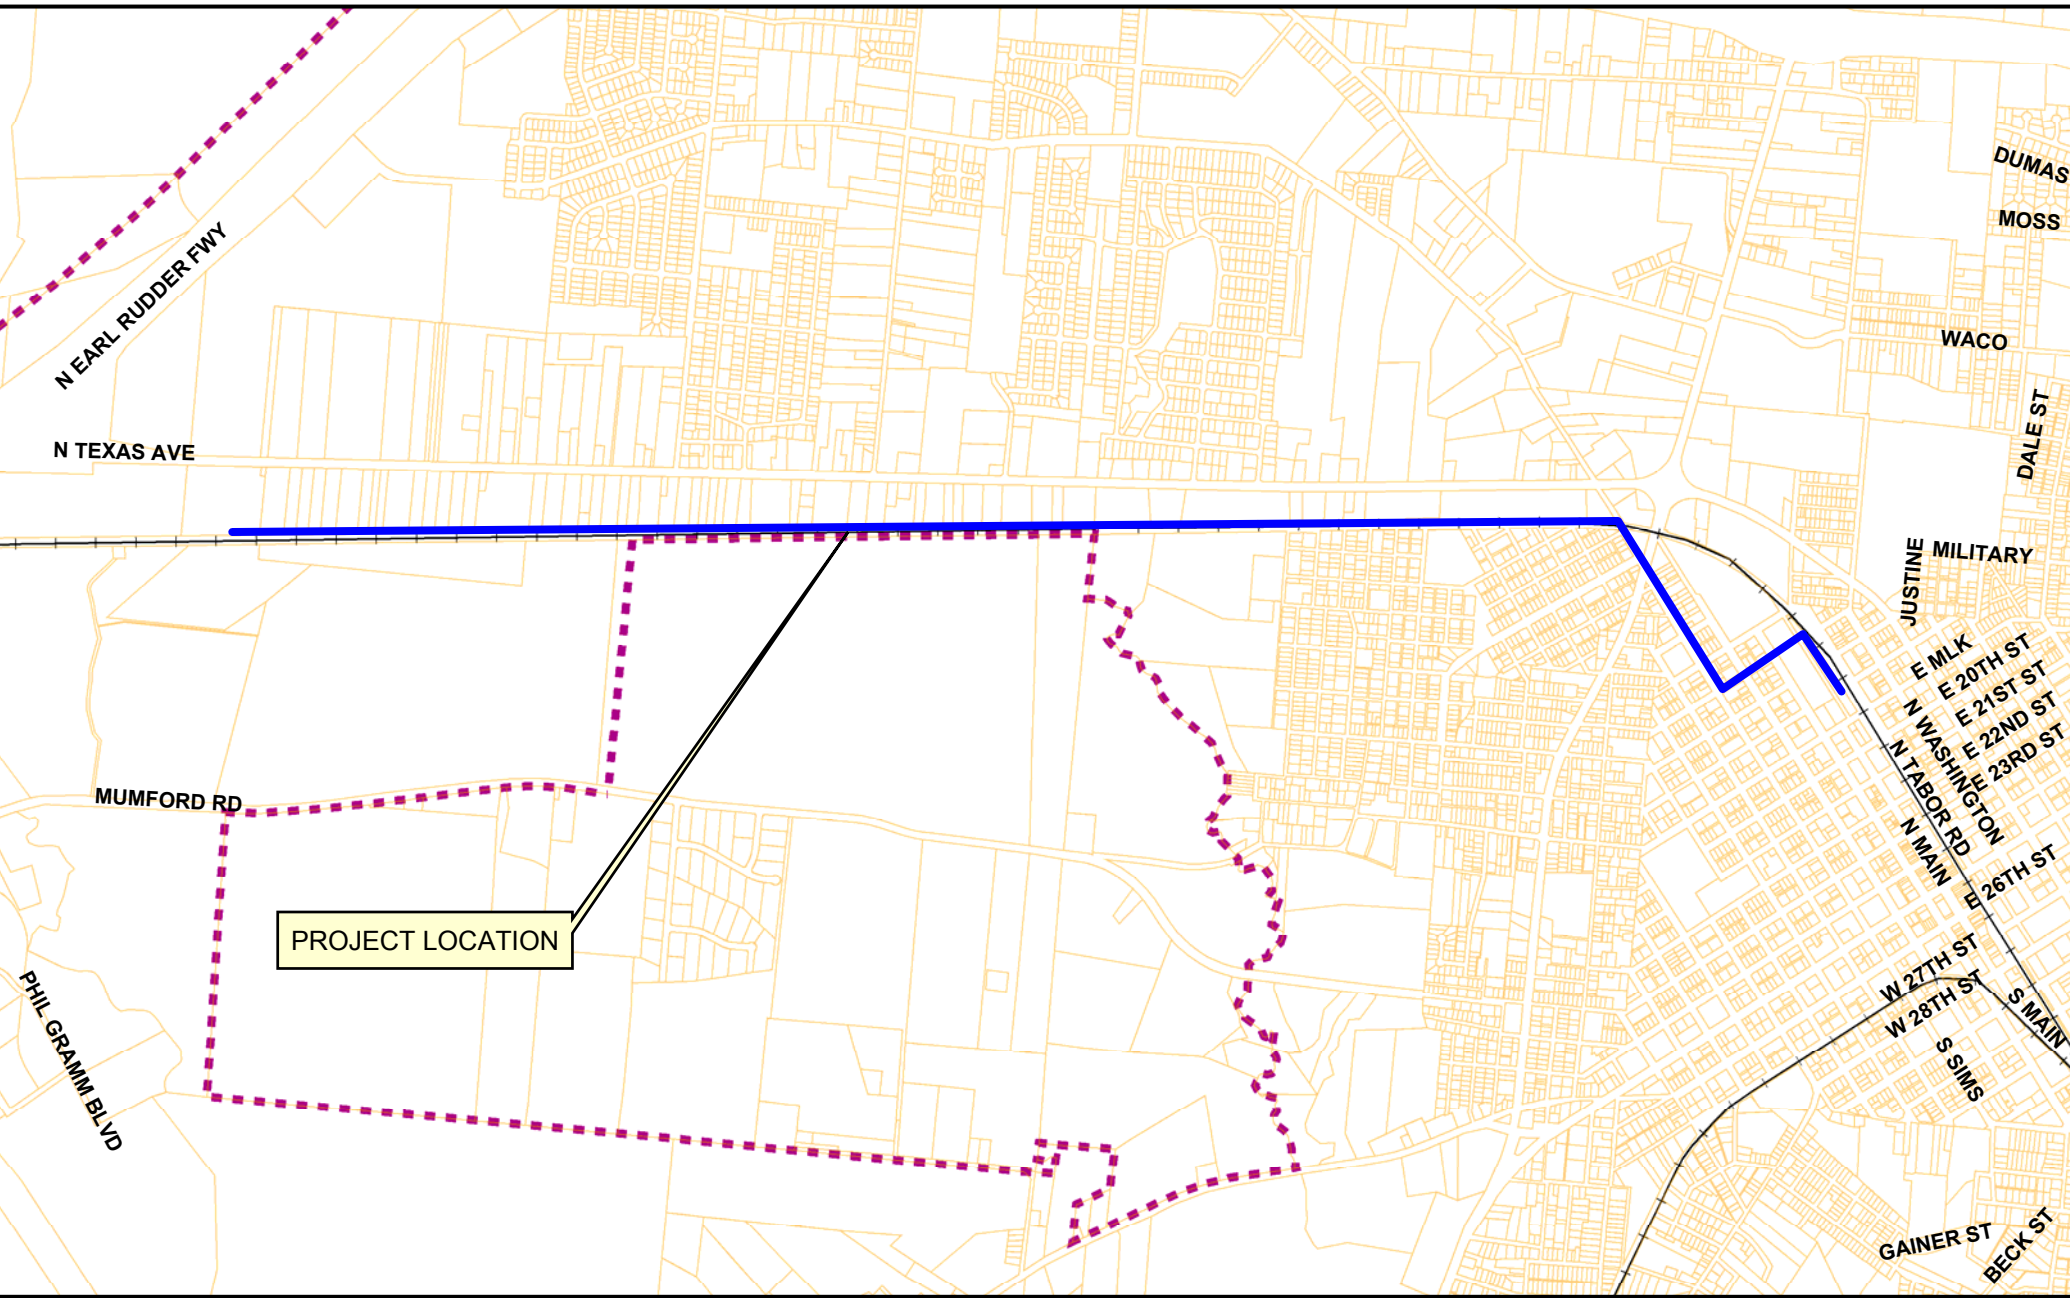 DUMAS
MOSS
N EARL RUDDER FWY
WACO
DALE ST
N TEXAS AVE
MILITARY
JUSTINE
E MLK
E 20TH ST
E 21ST ST
E 22ND ST
E 23RD ST
N WASHINGTON
N TABOR RD
N MAIN
MUMFORD RD
E 26TH ST
PROJECT LOCATION
W 27TH ST
W 28TH ST
S MAIN
PHIL GRAMM BLVD
S SIMS
GAINER ST
BECK ST